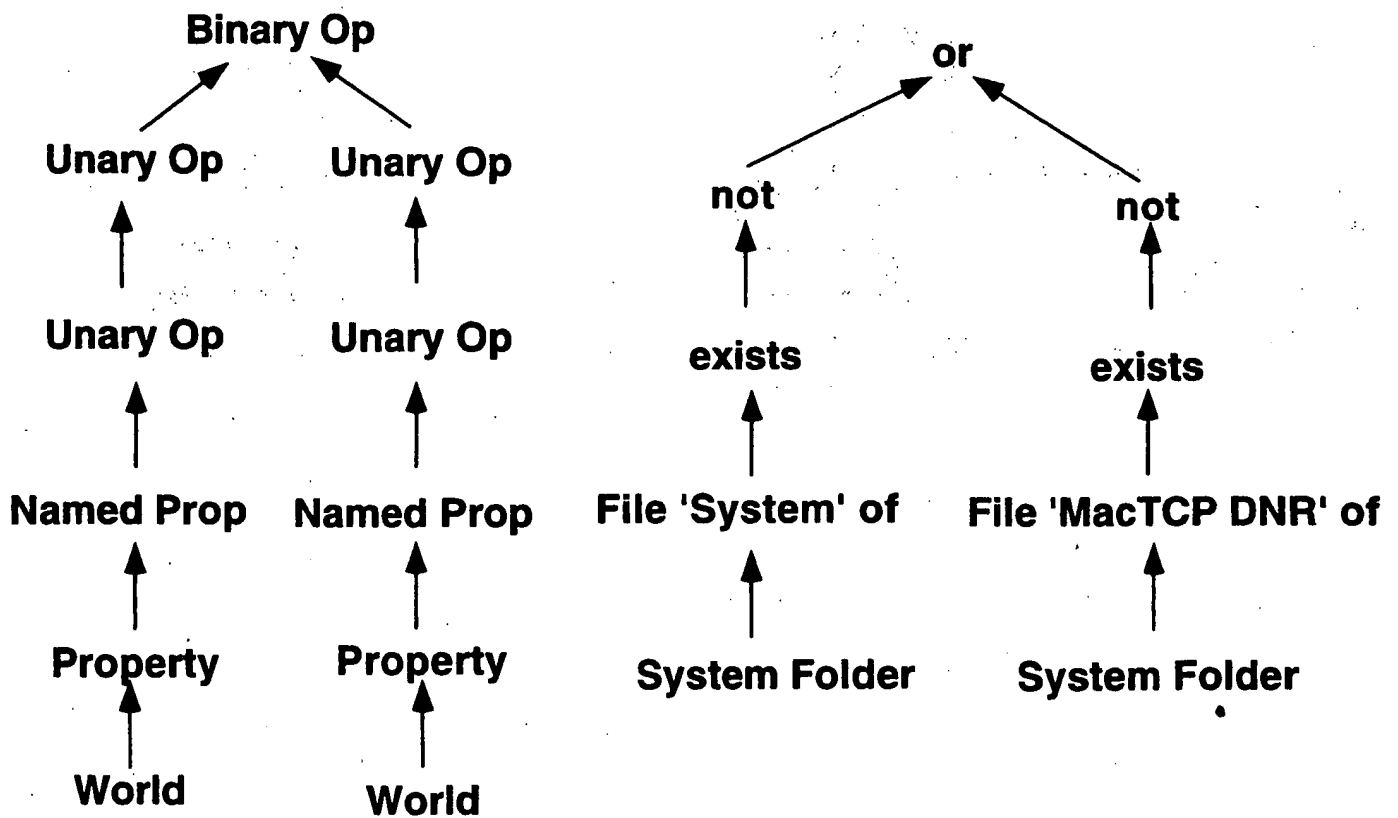 Binary Op
Unary Op
Unary Op
Unary Op
Unary Op
Named Prop
Named Prop
Property
Property
World
World
or
not
not
exists
exists
File 'System' of
File 'MacTCP DNR' of
System Folder
System Folder